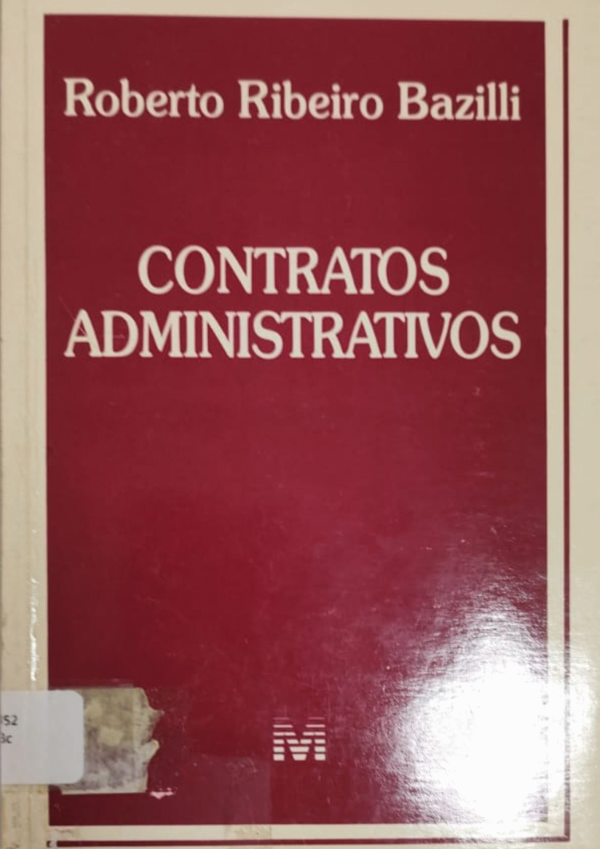 Roberto Ribeiro Bazilli
CONTRATOS
ADMINISTRATIVOS
M